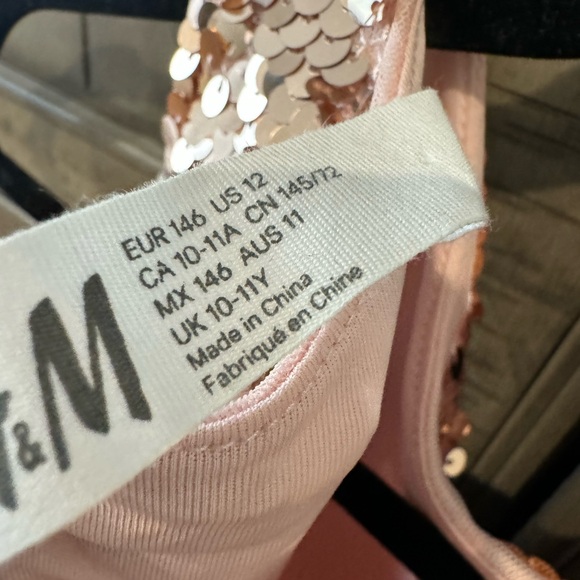 &M
EUR 146 US 12
CA 10-11A CN 145/72
MX 146 AUS 11
UK 10-11Y
Made in China
Fabriqué en Chine